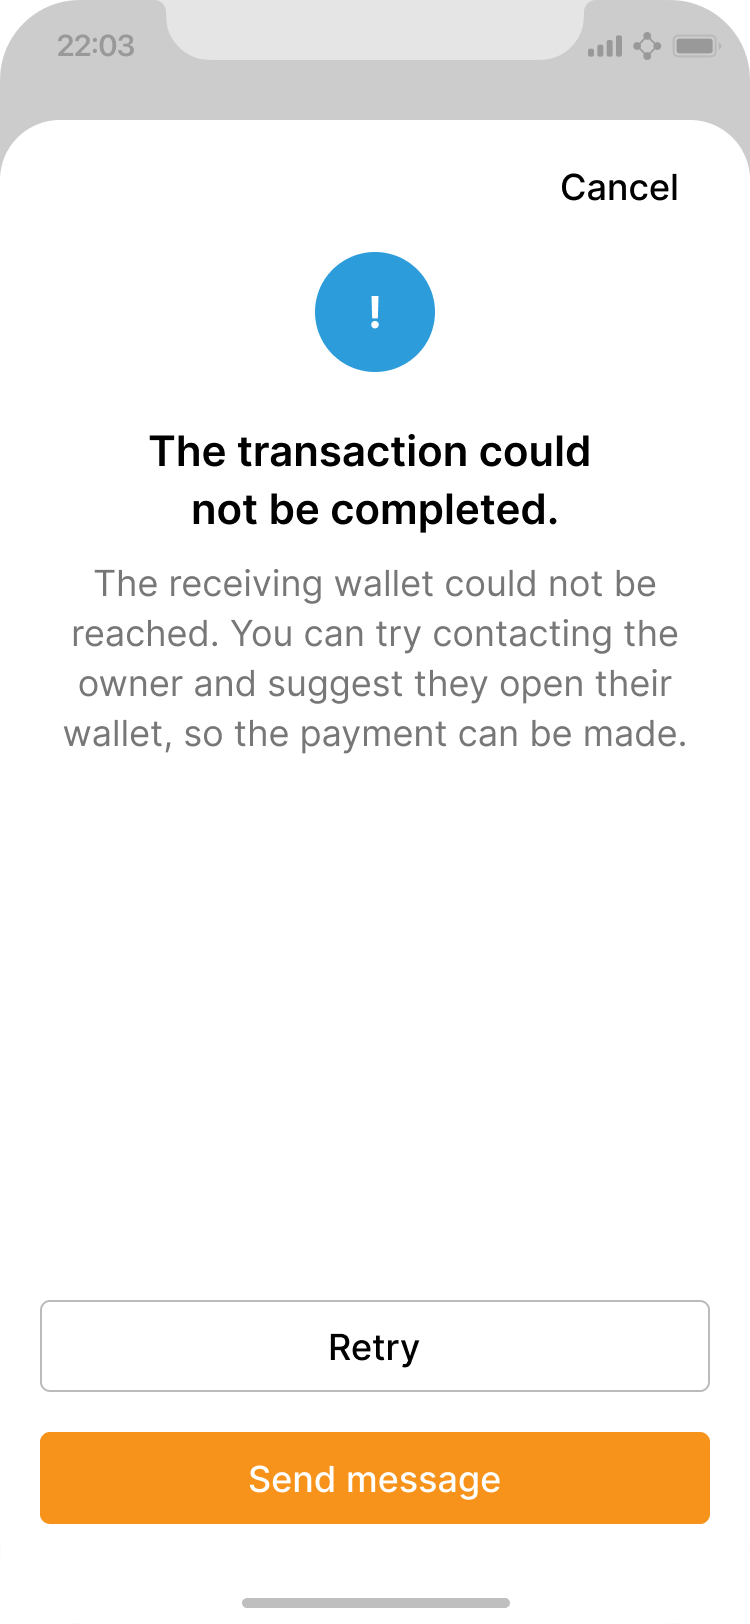 22:03
Cancel
!
The transaction could
not be completed.
The receiving wallet could not be
reached. You can try contacting the
owner and suggest they open their
wallet, so the payment can be made.
Retry
Send message